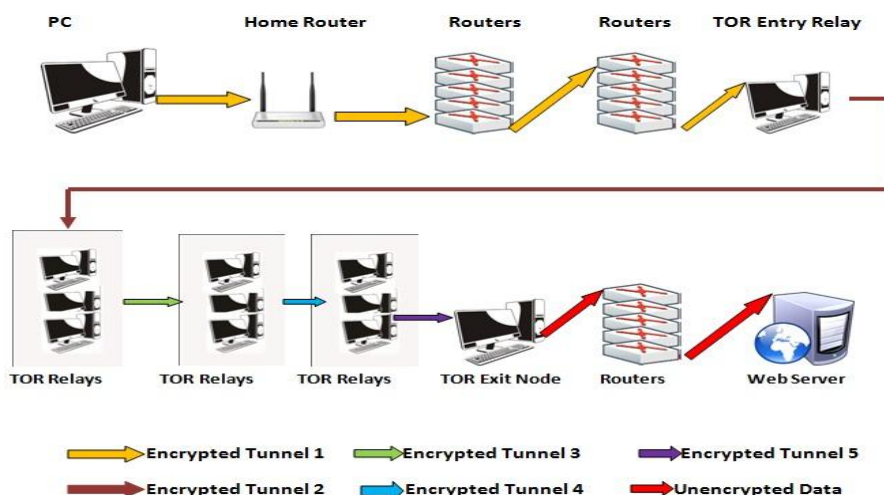 PC
Home Router
Routers
Routers
TOR Entry Relay
TOR Relays
TOR Relays
TOR Relays
TOR Exit Node
Routers
Web Server
Encrypted Tunnel 1
Encrypted Tunnel 3
Encrypted Tunnel 5
Encrypted Tunnel 2
Encrypted Tunnel 4
Unencrypted Data